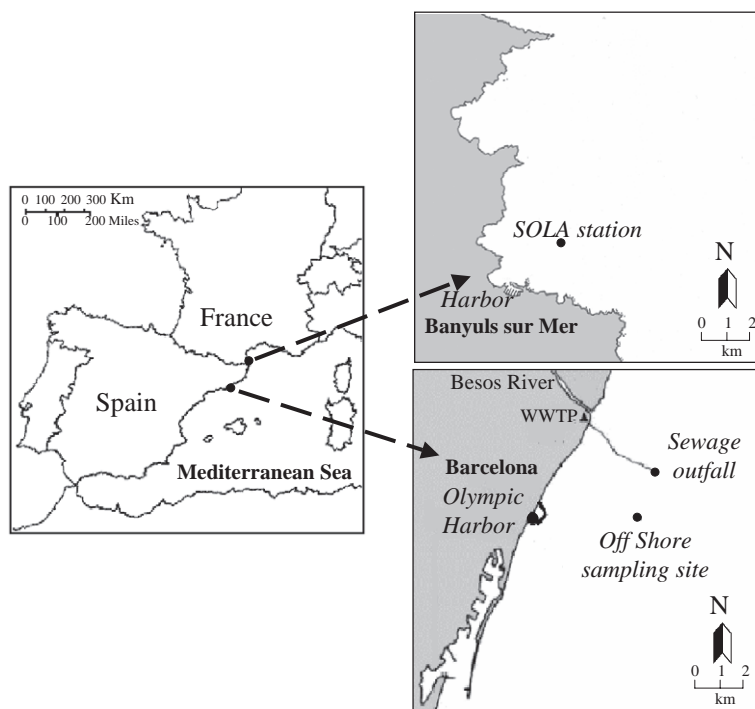 0 100 200 300 Km
0 100 200 Miles
France
Spain
Mediterranean Sea
SOLA station
Harbor
Banyuls sur Mer
N
0 1 2
km
Besos River
WWTP
Sewage
outfall
Barcelona
Olympic
Harbor
Off Shore
sampling site
N
0 1 2
km